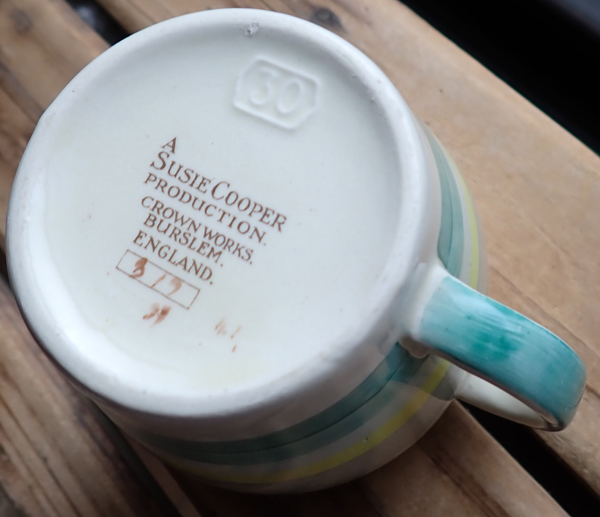 30
A
SUSIE COOPER
PRODUCTION.
CROWN WORKS,
BURSLEM.
ENGLAND.